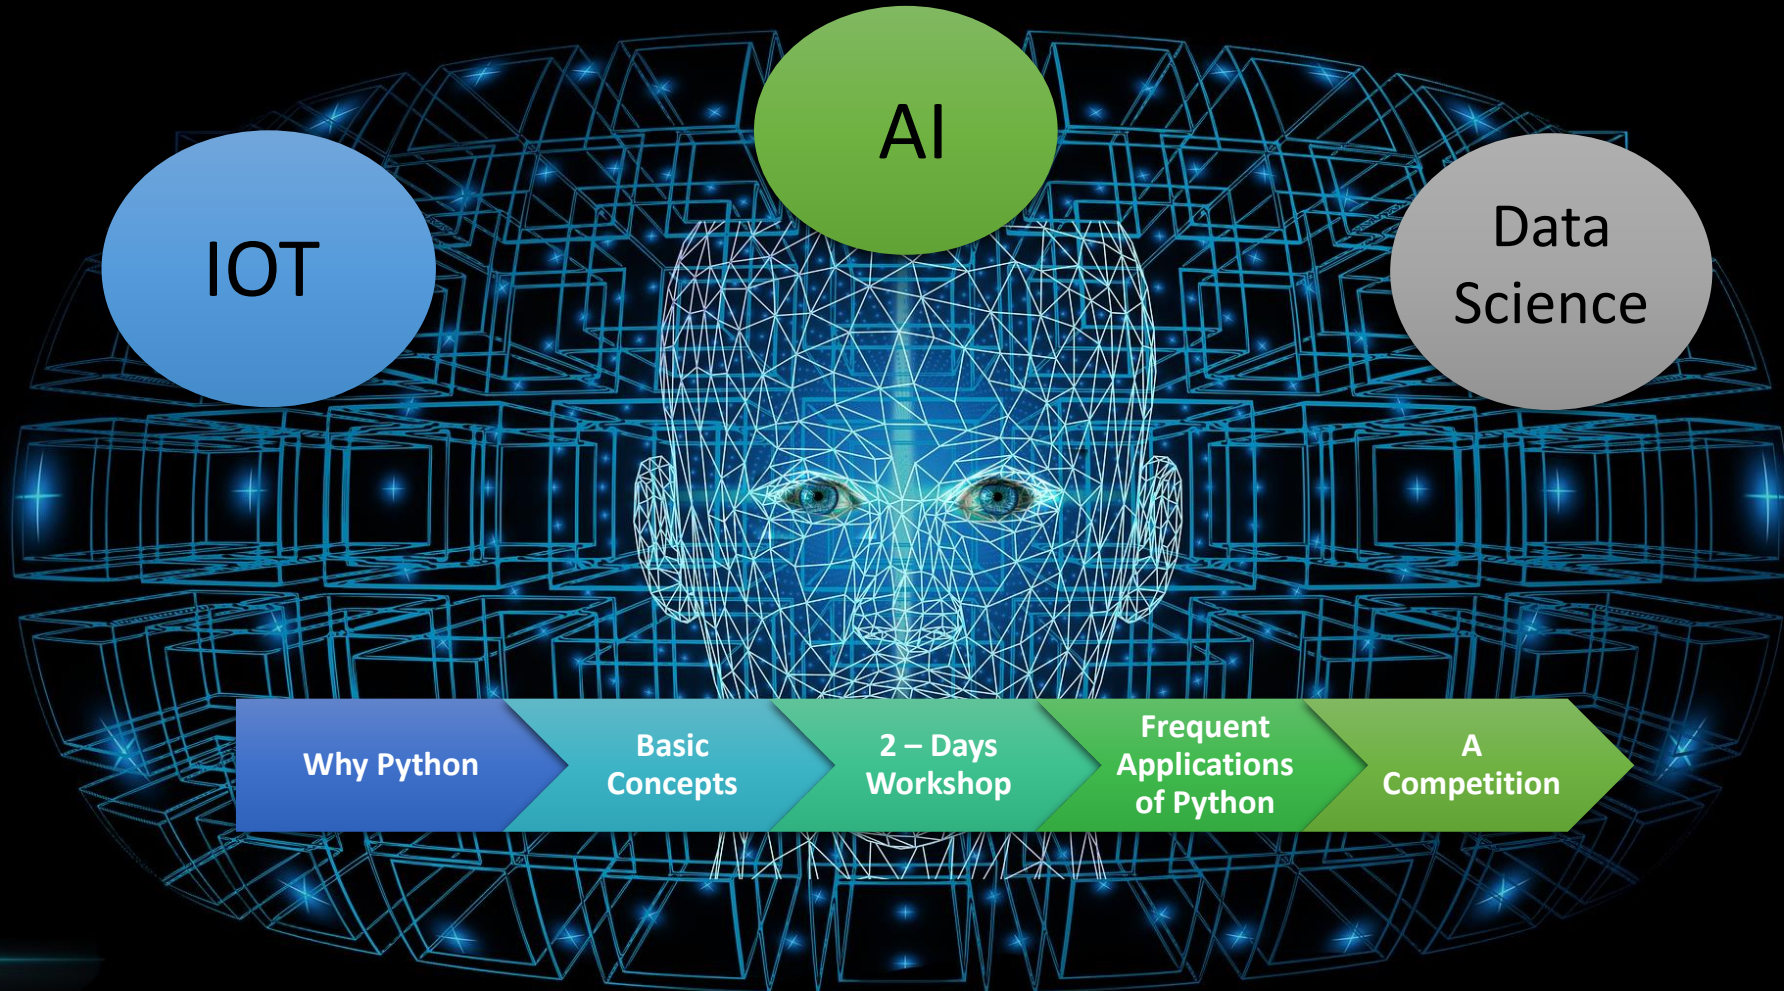 AI
IOT
Data
Science
Why Python
Basic
Concepts
2 – Days
Workshop
Frequent
Applications
of Python
A
Competition